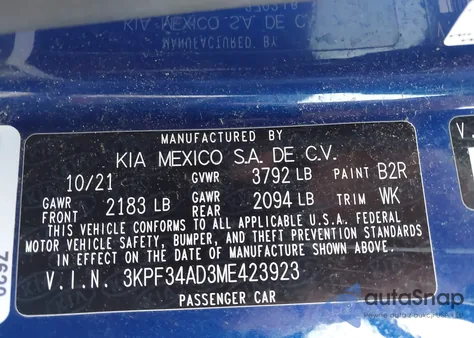 MANUFACTURED BY
KIA MEXICO S.A. DE C.V.
10/21 GVWR 3792 LB PAINT B2R
GAWR FRONT 2183 LB GAWR REAR 2094 LB TRIM WK
THIS VEHICLE CONFORMS TO ALL APPLICABLE U.S.A. FEDERAL
MOTOR VEHICLE SAFETY, BUMPER, AND THEFT PREVENTION STANDARDS
IN EFFECT ON THE DATE OF MANUFACTURE SHOWN ABOVE.
V.I.N. 3KPF34AD3ME423923
PASSENGER CAR
autoSnap